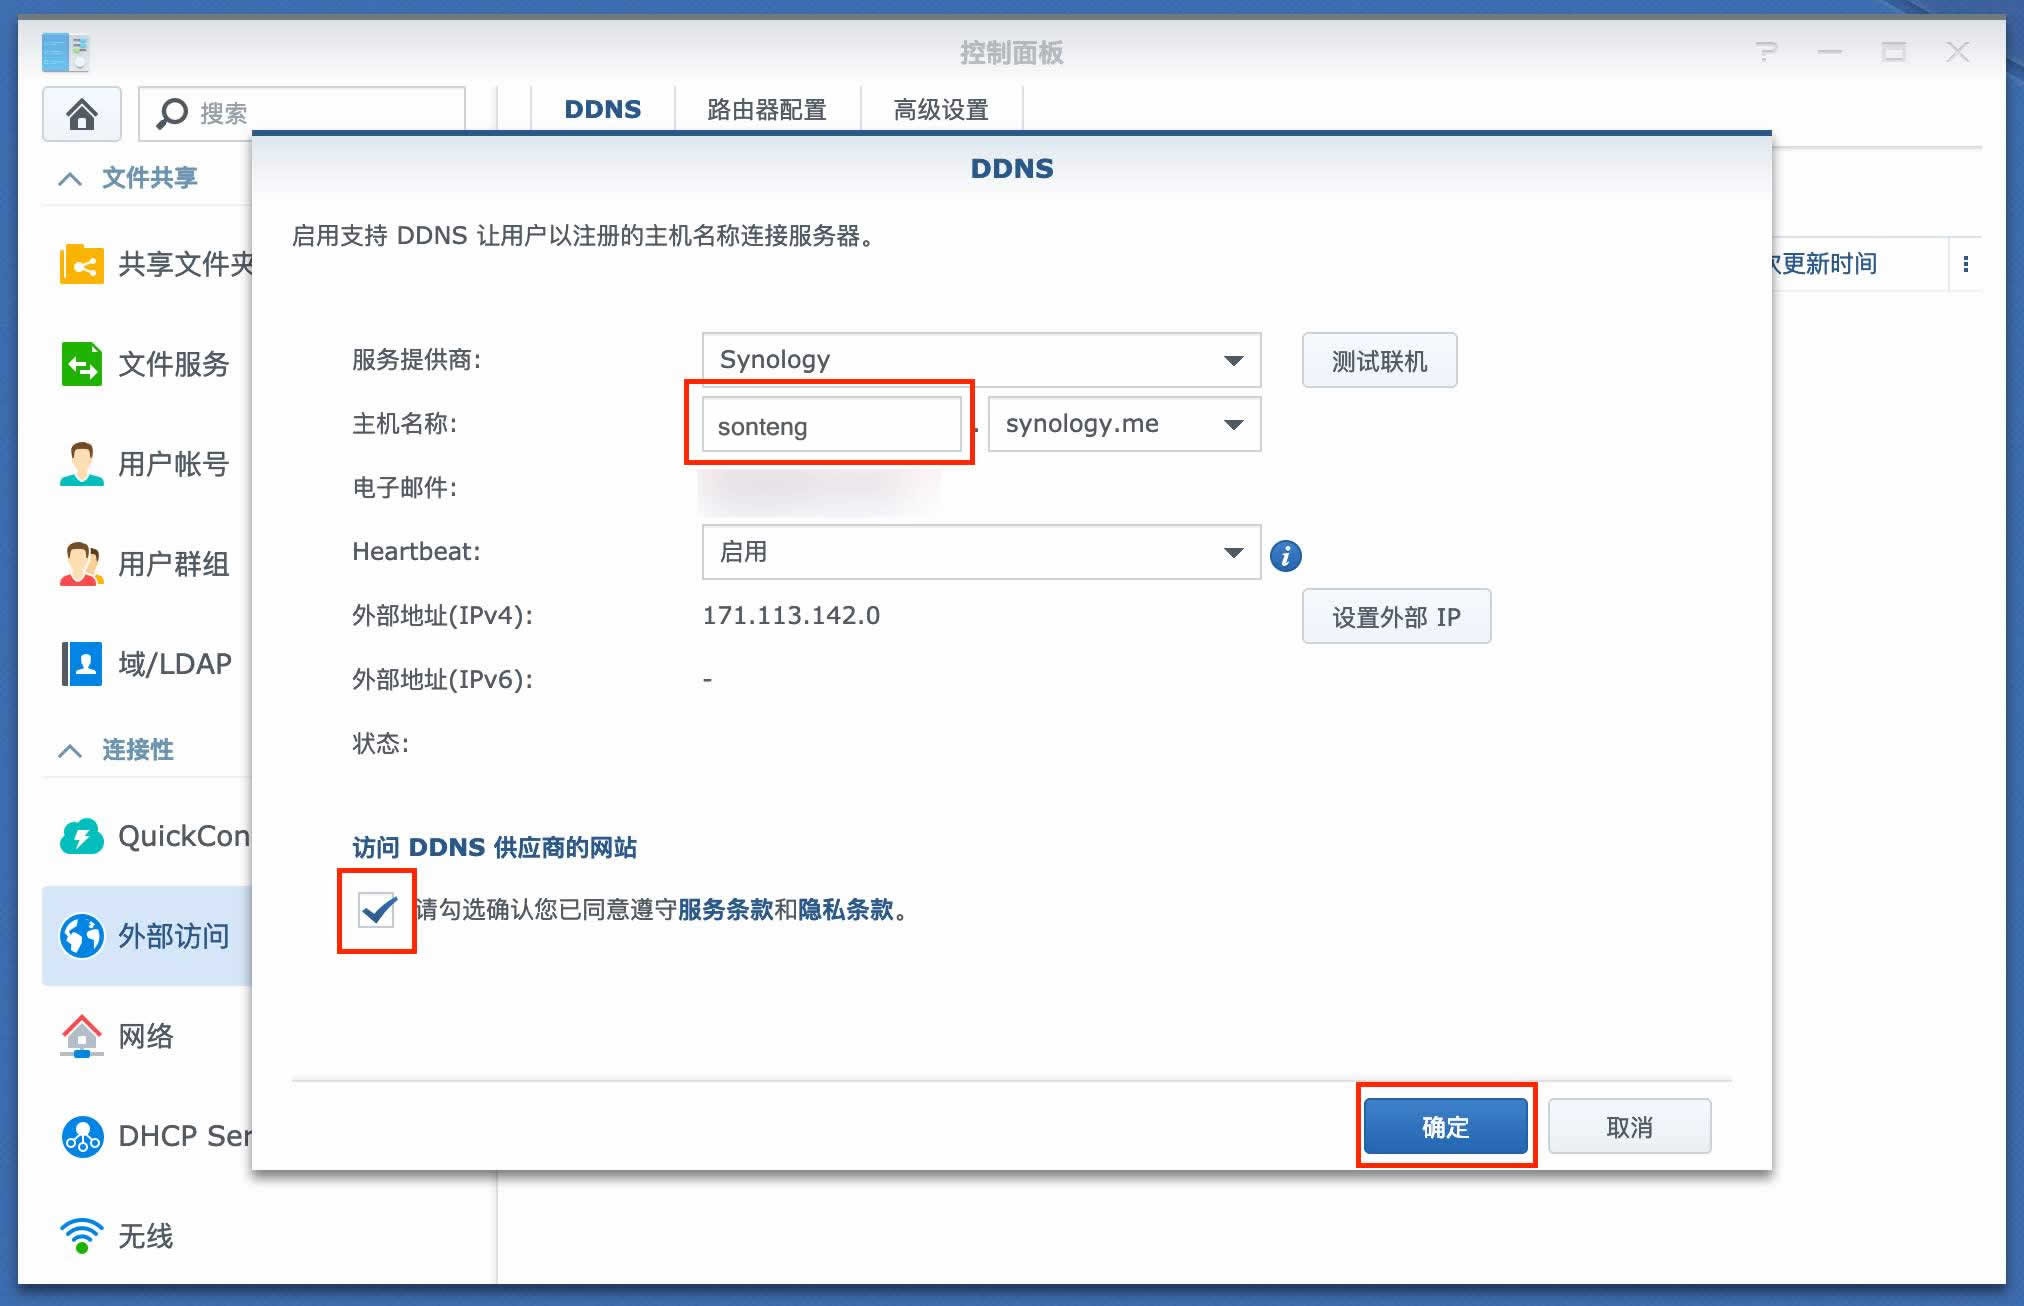 控制面板
搜索
DDNS 路由器配置 高级设置
文件共享
共享文件夹
文件服务
用户帐号
用户群组
域/LDAP
连接性
QuickCon
外部访问
网络
DHCP Ser
无线
更新时间
DDNS
启用支持 DDNS 让用户以注册的主机名称连接服务器。
服务提供商: Synology 测试联机
主机名称: sonteng . synology.me
电子邮件:
Heartbeat: 启用
外部地址(IPv4): 171.113.142.0 设置外部 IP
外部地址(IPv6): -
状态:
访问 DDNS 供应商的网站
请勾选确认您已同意遵守服务条款和隐私条款。
确定 取消